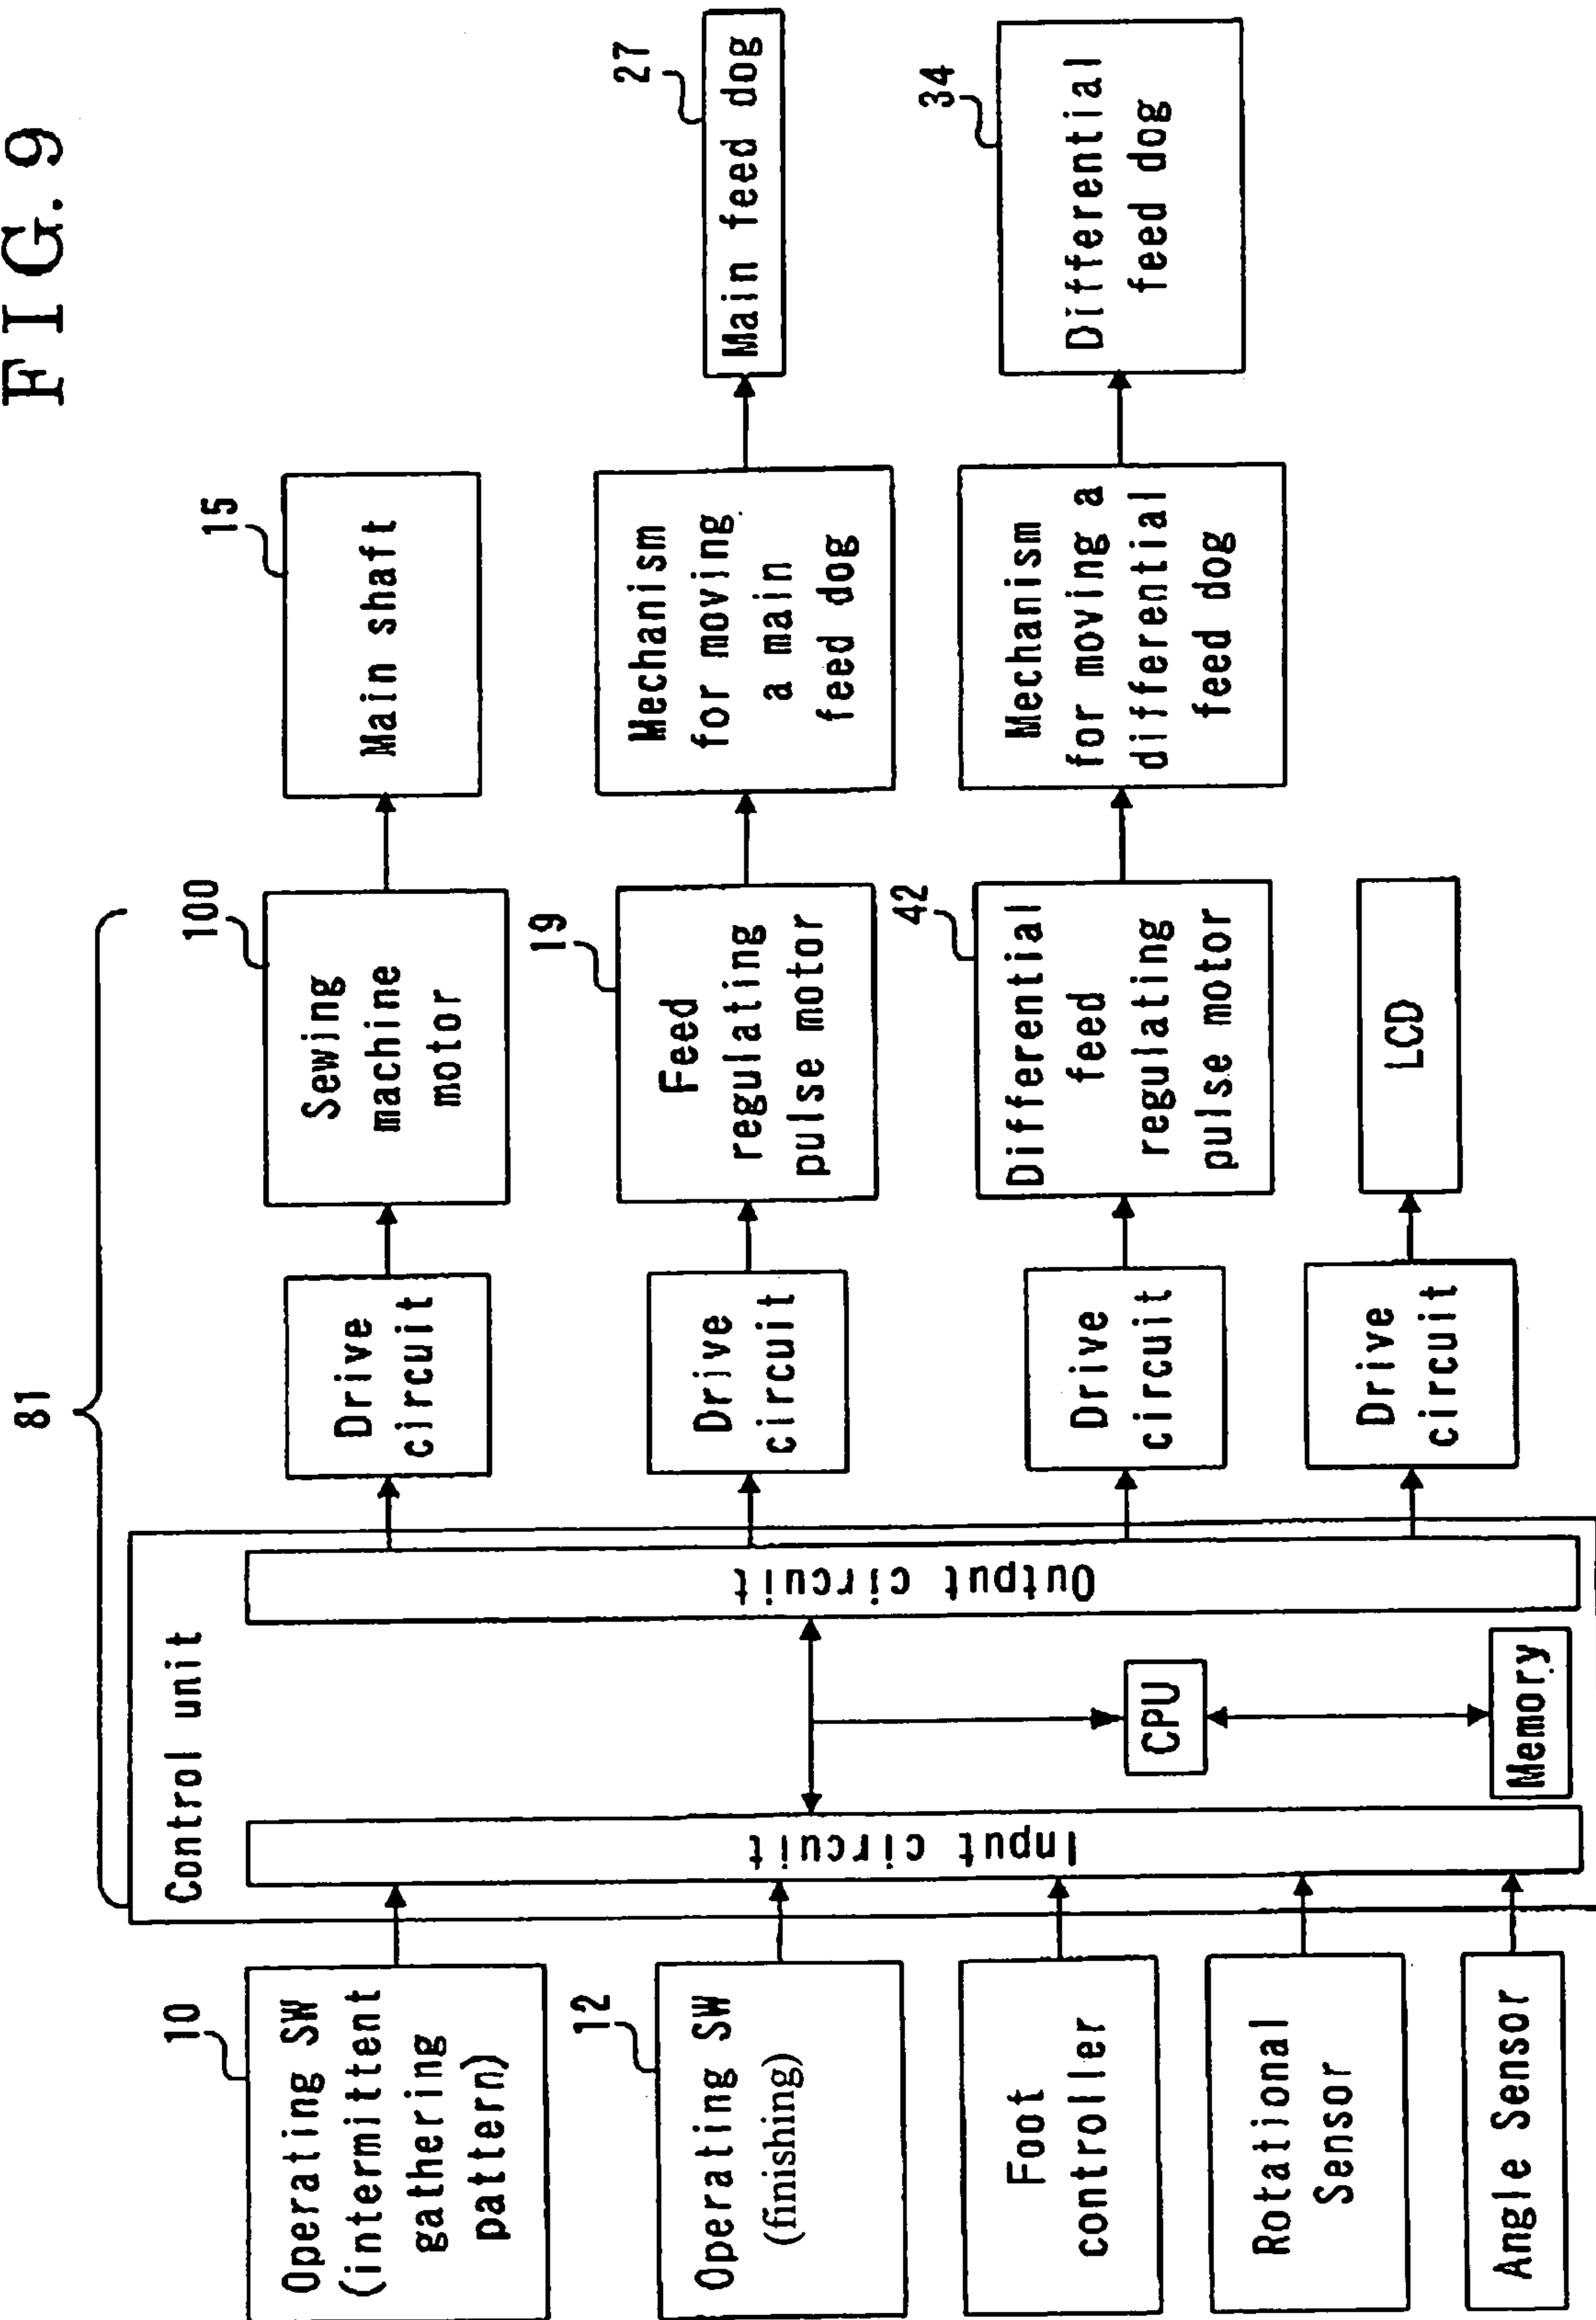 FIG. 9
81
10
Operating SW
(intermittent
gathering
pattern)
12
Operating SW
(finishing)
Foot
controller
Rotational
Sensor
Angle Sensor
Control unit
Input circuit
CPU
Memory
Output circuit
Drive
circuit
100
Sewing
machine
motor
15
Main shaft
Drive
circuit
19
Feed
regulating
pulse motor
Mechanism
for moving
a main
feed dog
27
Main feed dog
Drive
circuit
42
Differential
feed
regulating
pulse motor
Mechanism
for moving a
differential
feed dog
34
Differential
feed dog
Drive
circuit
LCD